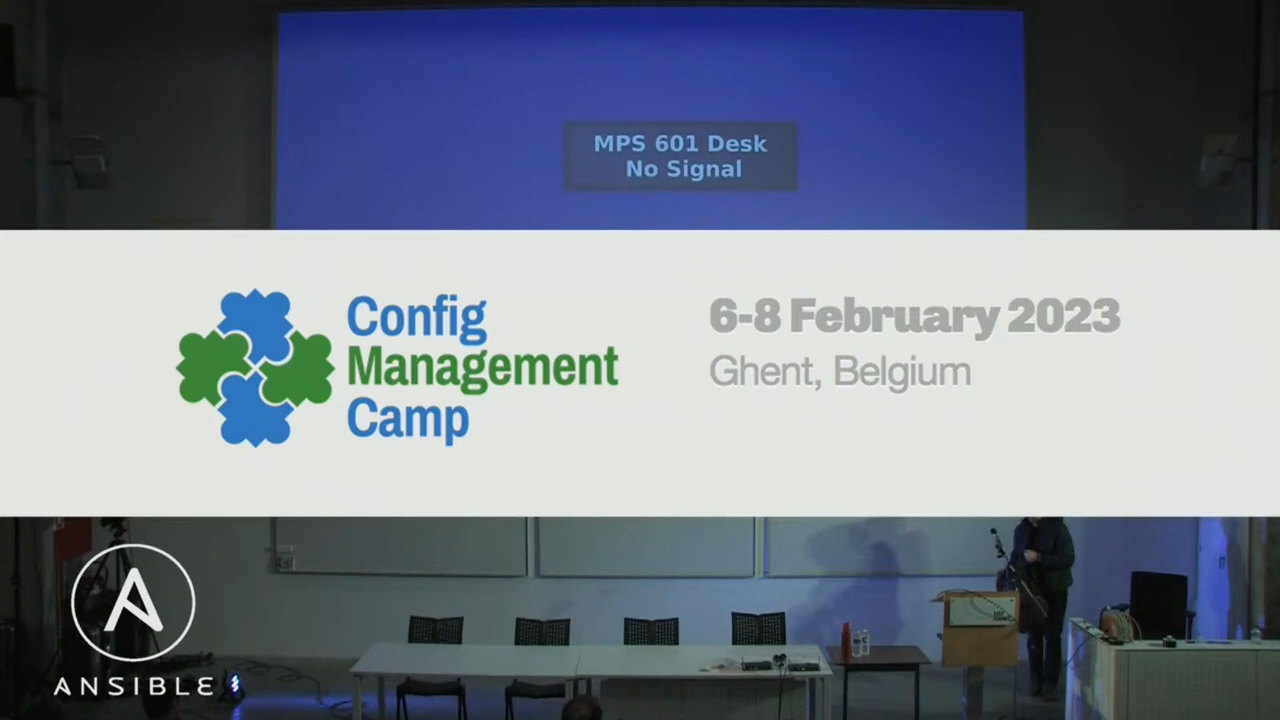 MPS 601 Desk
No Signal
Config
Management
Camp
6-8 February 2023
Ghent, Belgium
A
ANSIBLE